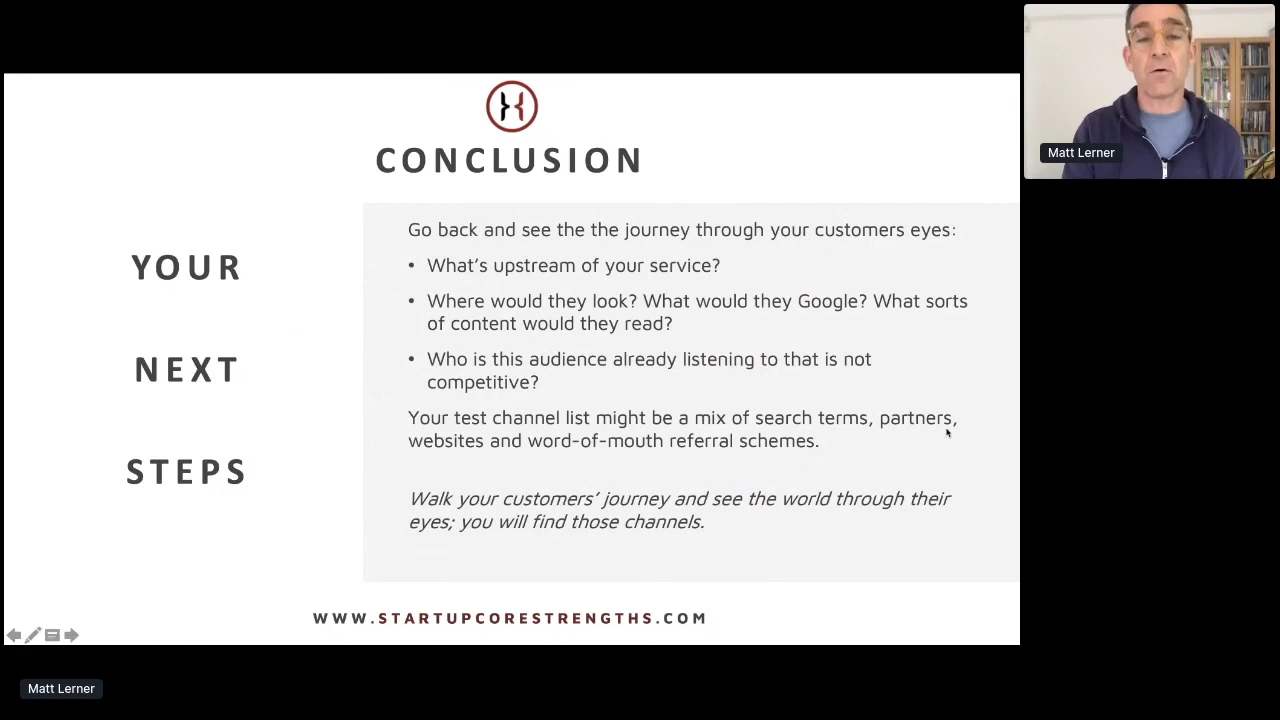 CONCLUSION
YOUR
NEXT
STEPS
Go back and see the the journey through your customers eyes:
• What’s upstream of your service?
• Where would they look? What would they Google? What sorts
of content would they read?
• Who is this audience already listening to that is not
competitive?
Your test channel list might be a mix of search terms, partners,
websites and word-of-mouth referral schemes.
Walk your customers’ journey and see the world through their
eyes; you will find those channels.
WWW.STARTUPCORESTRENGTHS.COM
Matt Lerner
Matt Lerner